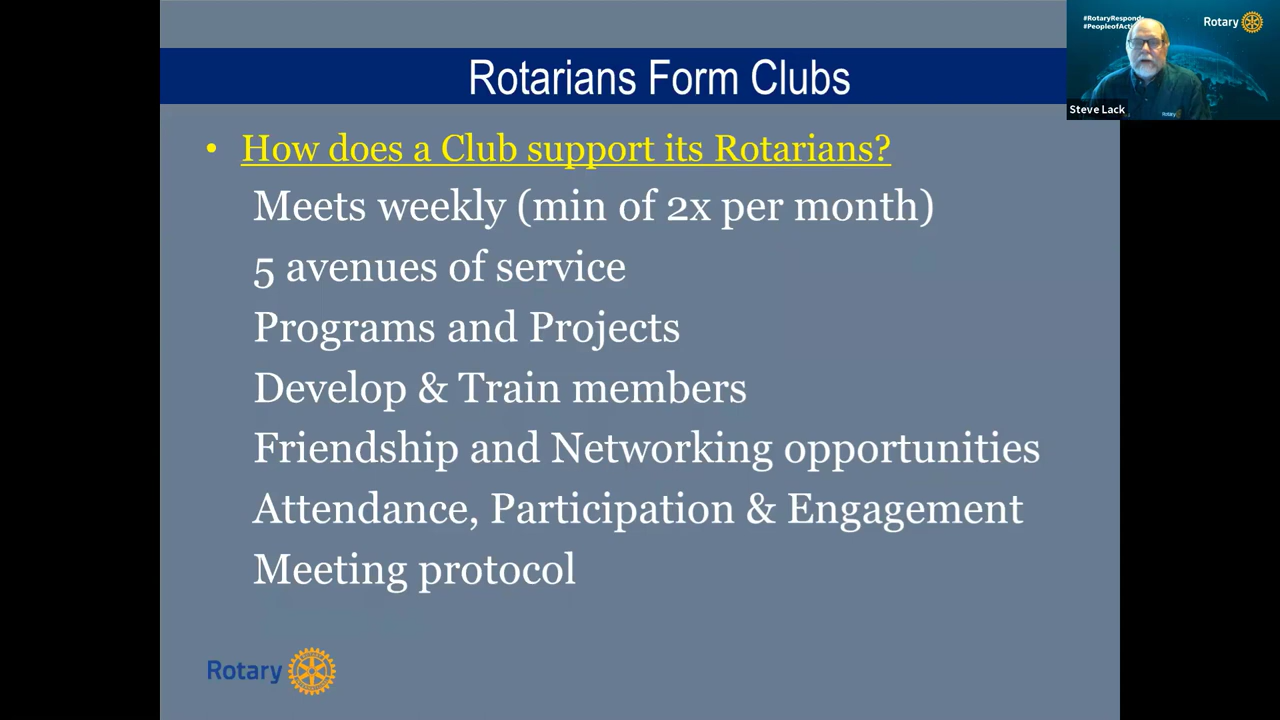 Rotarians Form Clubs
• How does a Club support its Rotarians?
Meets weekly (min of 2x per month)
5 avenues of service
Programs and Projects
Develop & Train members
Friendship and Networking opportunities
Attendance, Participation & Engagement
Meeting protocol
Rotary
#RotaryResponds
Rotary
Steve Lack
Rotary